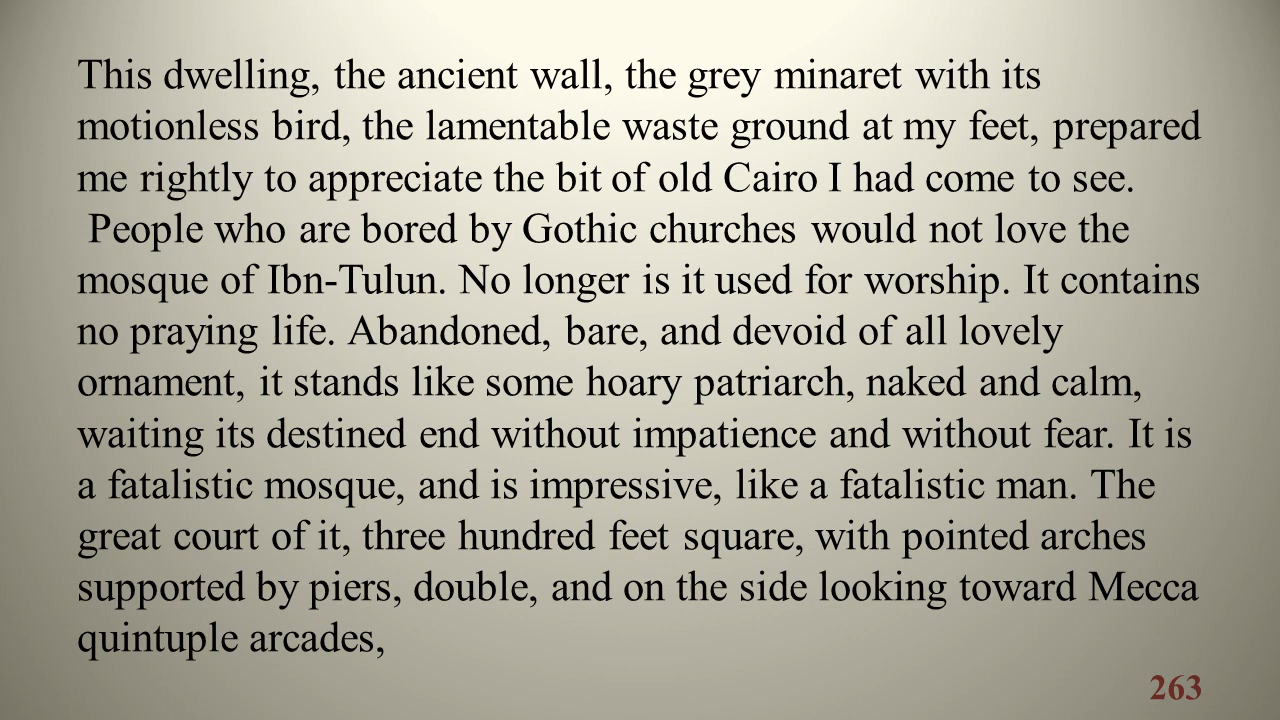 This dwelling, the ancient wall, the grey minaret with its
motionless bird, the lamentable waste ground at my feet, prepared
me rightly to appreciate the bit of old Cairo I had come to see.
People who are bored by Gothic churches would not love the
mosque of Ibn-Tulun. No longer is it used for worship. It contains
no praying life. Abandoned, bare, and devoid of all lovely
ornament, it stands like some hoary patriarch, naked and calm,
waiting its destined end without impatience and without fear. It is
a fatalistic mosque, and is impressive, like a fatalistic man. The
great court of it, three hundred feet square, with pointed arches
supported by piers, double, and on the side looking toward Mecca
quintuple arcades,
263